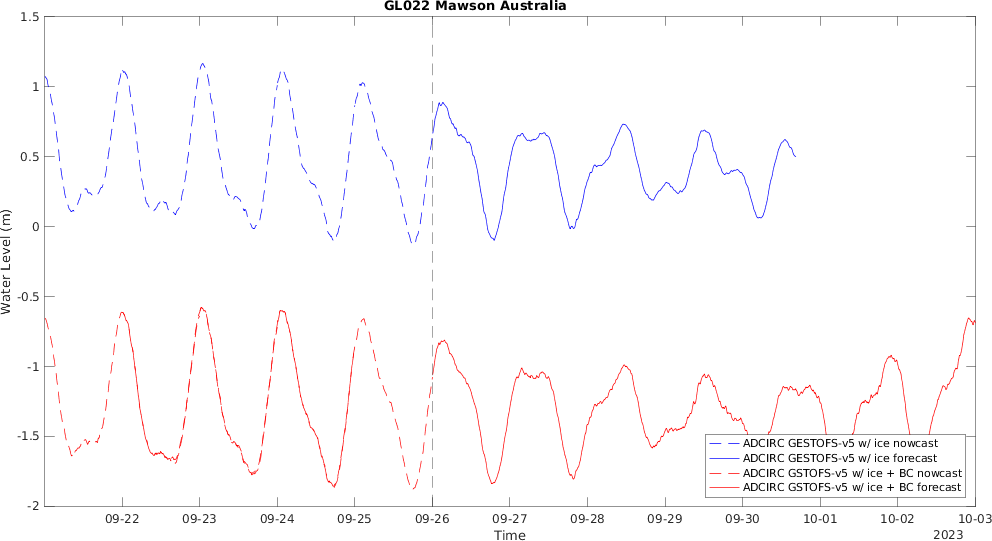 GL022 Mawson Australia
Water Level (m)
1.5
1
0.5
0
-0.5
-1
-1.5
-2
ADCIRC GESTOFS-v5 w/ ice nowcast
ADCIRC GESTOFS-v5 w/ ice forecast
ADCIRC GSTOFS-v5 w/ ice + BC nowcast
ADCIRC GSTOFS-v5 w/ ice + BC forecast
09-22 09-23 09-24 09-25 09-26 09-27 09-28 09-29 09-30 10-01 10-02 10-03
Time
2023